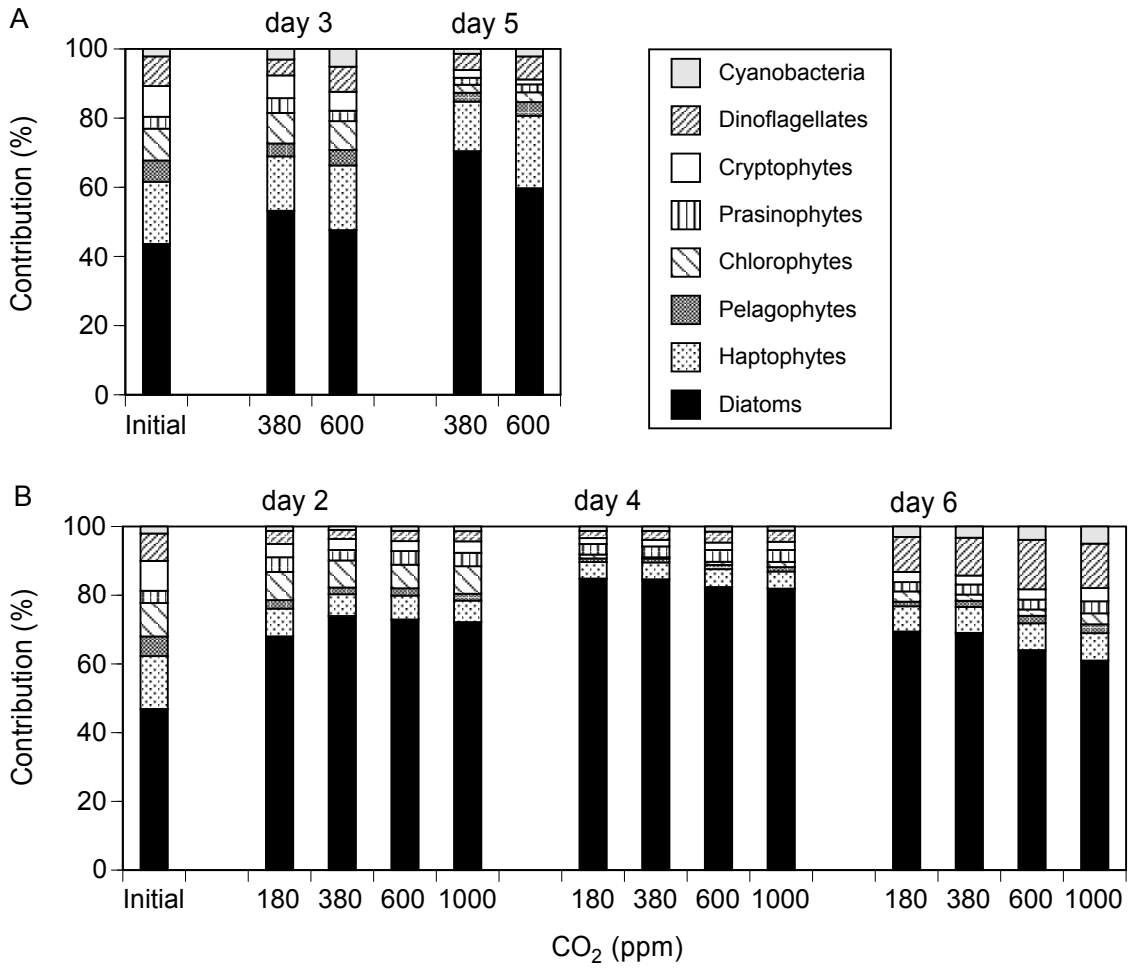 A
day 3 day 5
100
80
60
40
20
0
Contribution (%)
Initial 380 600 380 600
Cyanobacteria
Dinoflagellates
Cryptophytes
Prasinophytes
Chlorophytes
Pelagophytes
Haptophytes
Diatoms
B
day 2 day 4 day 6
100
80
60
40
20
0
Contribution (%)
Initial 180 380 600 1000 180 380 600 1000 180 380 600 1000
CO₂ (ppm)